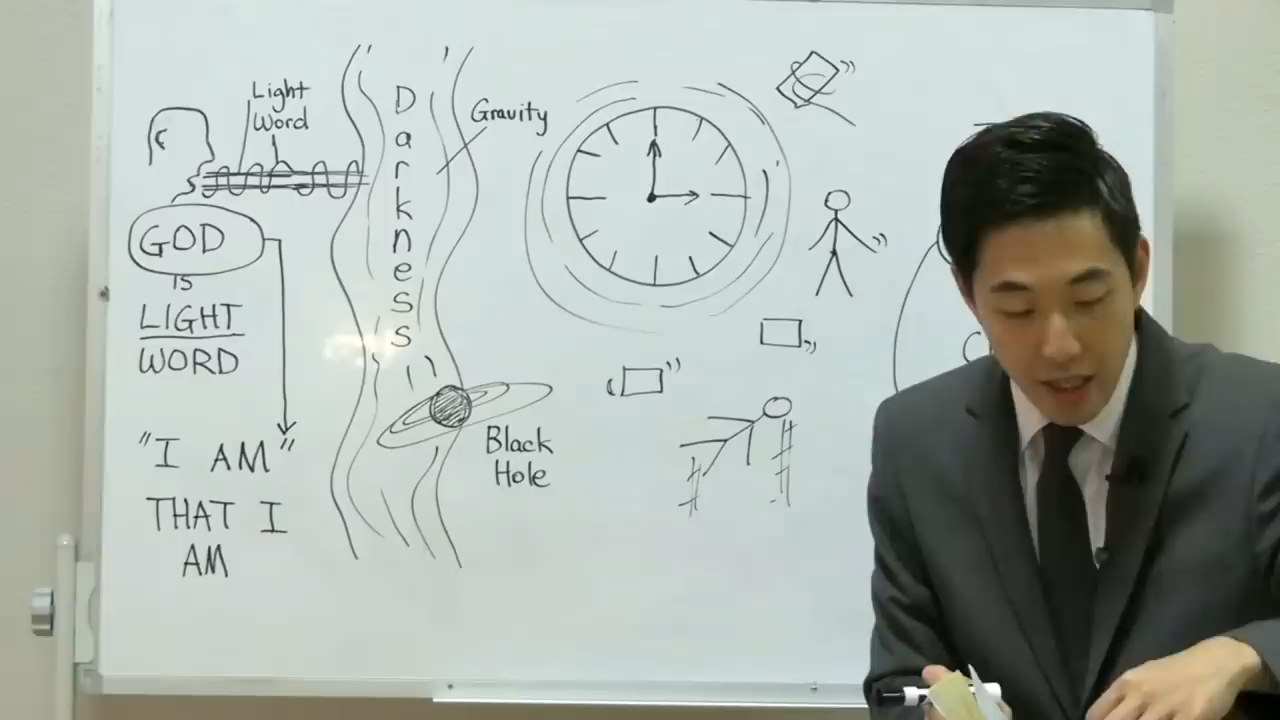 Light
Word
GOD
IS
LIGHT
WORD
"I AM"
THAT I
AM
Darkness
Gravity
Black
Hole